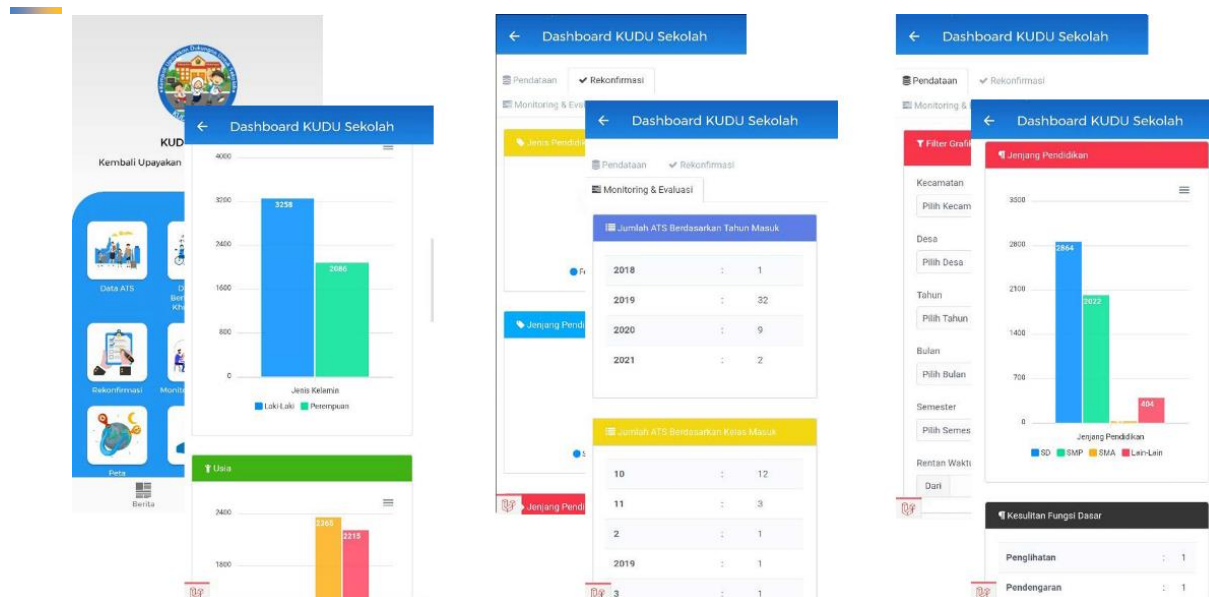 KUD
Kembali Upayakan
Data ATS
Rekonfirmasi
Monito
Peta
Berita
Dashboard KUDU Sekolah
4000
3200
2400
1600
800
0
3258
2086
Jenis Kelamin
Laki-Laki Perempuan
Usia
2400
1800
2365
2215
Dashboard KUDU Sekolah
Pendataan Rekonfirmasi
Monitoring & Eva
Jenis Pendidik
Jenjang Pendi
Jenjang Pendi
Dashboard KUDU Sekolah
Pendataan Rekonfirmasi
Monitoring & Evaluasi
Jumlah ATS Berdasarkan Tahun Masuk
2018 : 1
2019 : 32
2020 : 9
2021 : 2
Jumlah ATS Berdasarkan Kelas Masuk
10 : 12
11 : 3
2 : 1
2019 : 1
3 : 1
Dashboard KUDU Sekolah
Pendataan Rekonfirmasi
Monitoring &
Filter Grafik
Kecamatan
Pilih Kecam
Desa
Pilih Desa
Tahun
Pilih Tahun
Bulan
Pilih Bulan
Semester
Pilih Semes
Rentan Waktu
Dari
Dashboard KUDU Sekolah
Jenjang Pendidikan
3500
2800
2100
1400
700
0
2864
2022
404
Jenjang Pendidikan
SD SMP SMA Lain-Lain
Kesulitan Fungsi Dasar
Penglihatan : 1
Pendengaran : 1